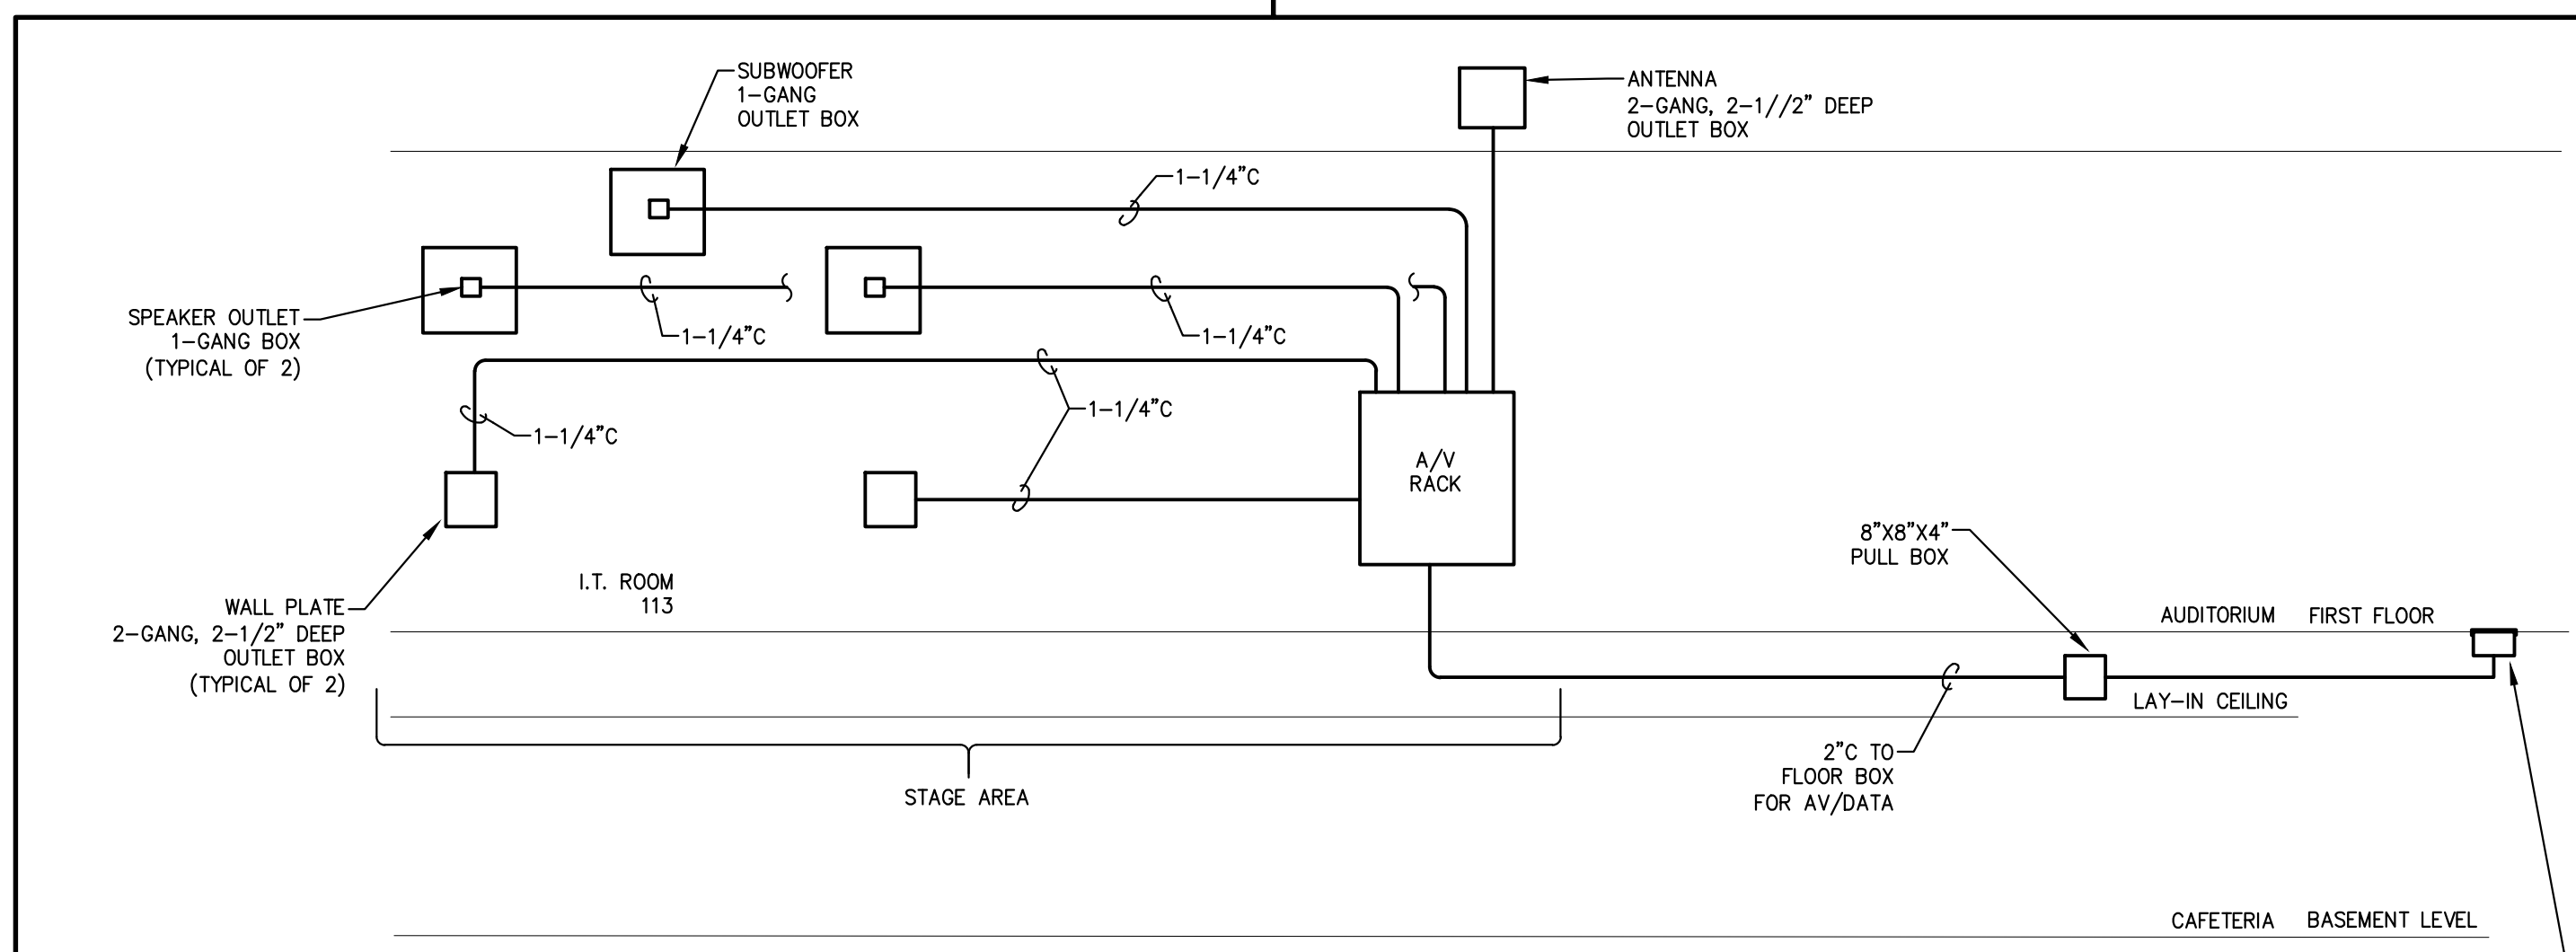 SUBWOOFER
1-GANG
OUTLET BOX
ANTENNA
2-GANG, 2-1//2" DEEP
OUTLET BOX
1-1/4"C
SPEAKER OUTLET
1-GANG BOX
(TYPICAL OF 2)
1-1/4"C
1-1/4"C
1-1/4"C
1-1/4"C
A/V
RACK
8"X8"X4"
PULL BOX
I.T. ROOM
113
WALL PLATE
2-GANG, 2-1/2" DEEP
OUTLET BOX
(TYPICAL OF 2)
AUDITORIUM FIRST FLOOR
LAY-IN CEILING
2"C TO
FLOOR BOX
FOR AV/DATA
STAGE AREA
CAFETERIA BASEMENT LEVEL